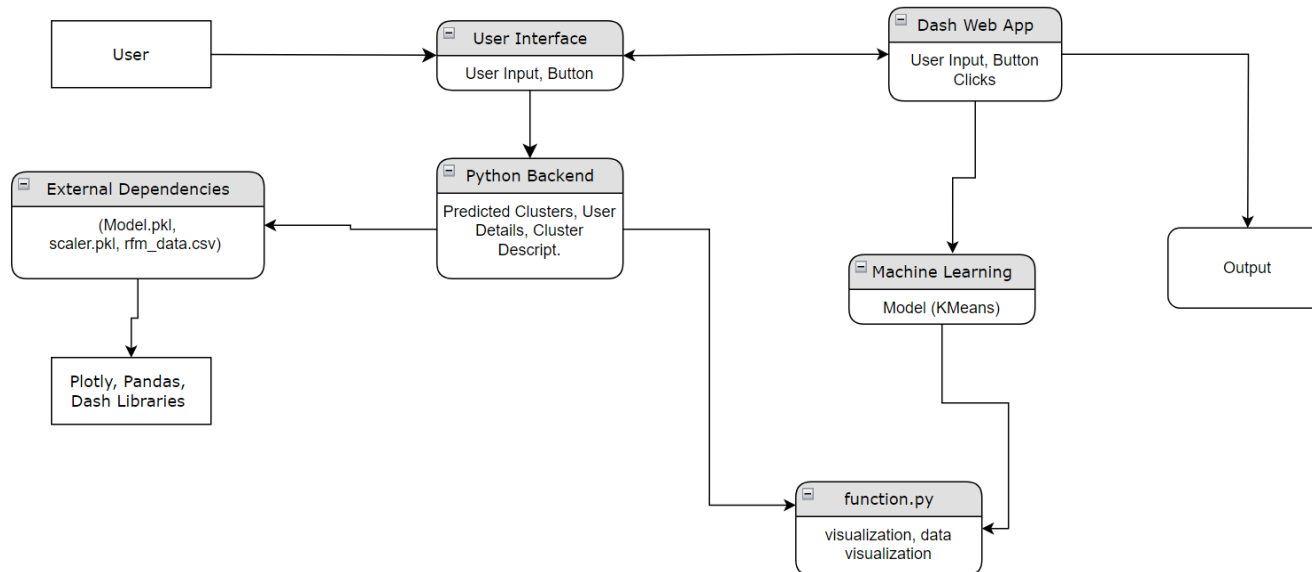 User
User Interface
User Input, Button
Dash Web App
User Input, Button
Clicks
External Dependencies
(Model.pkl,
scaler.pkl, rfm_data.csv)
Python Backend
Predicted Clusters, User
Details, Cluster
Descript.
Machine Learning
Model (KMeans)
Output
Plotly, Pandas,
Dash Libraries
function.py
visualization, data
visualization